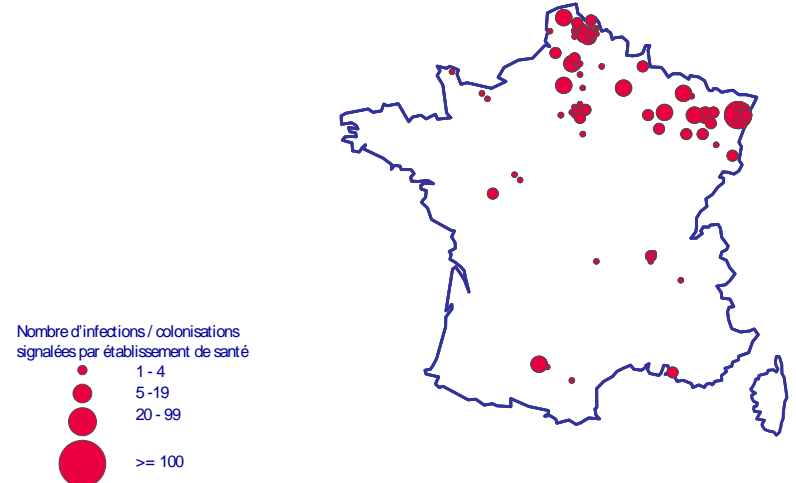 Nombre d'infections / colonisations
signalées par établissement de santé
1 - 4
5 -19
20 - 99
>= 100